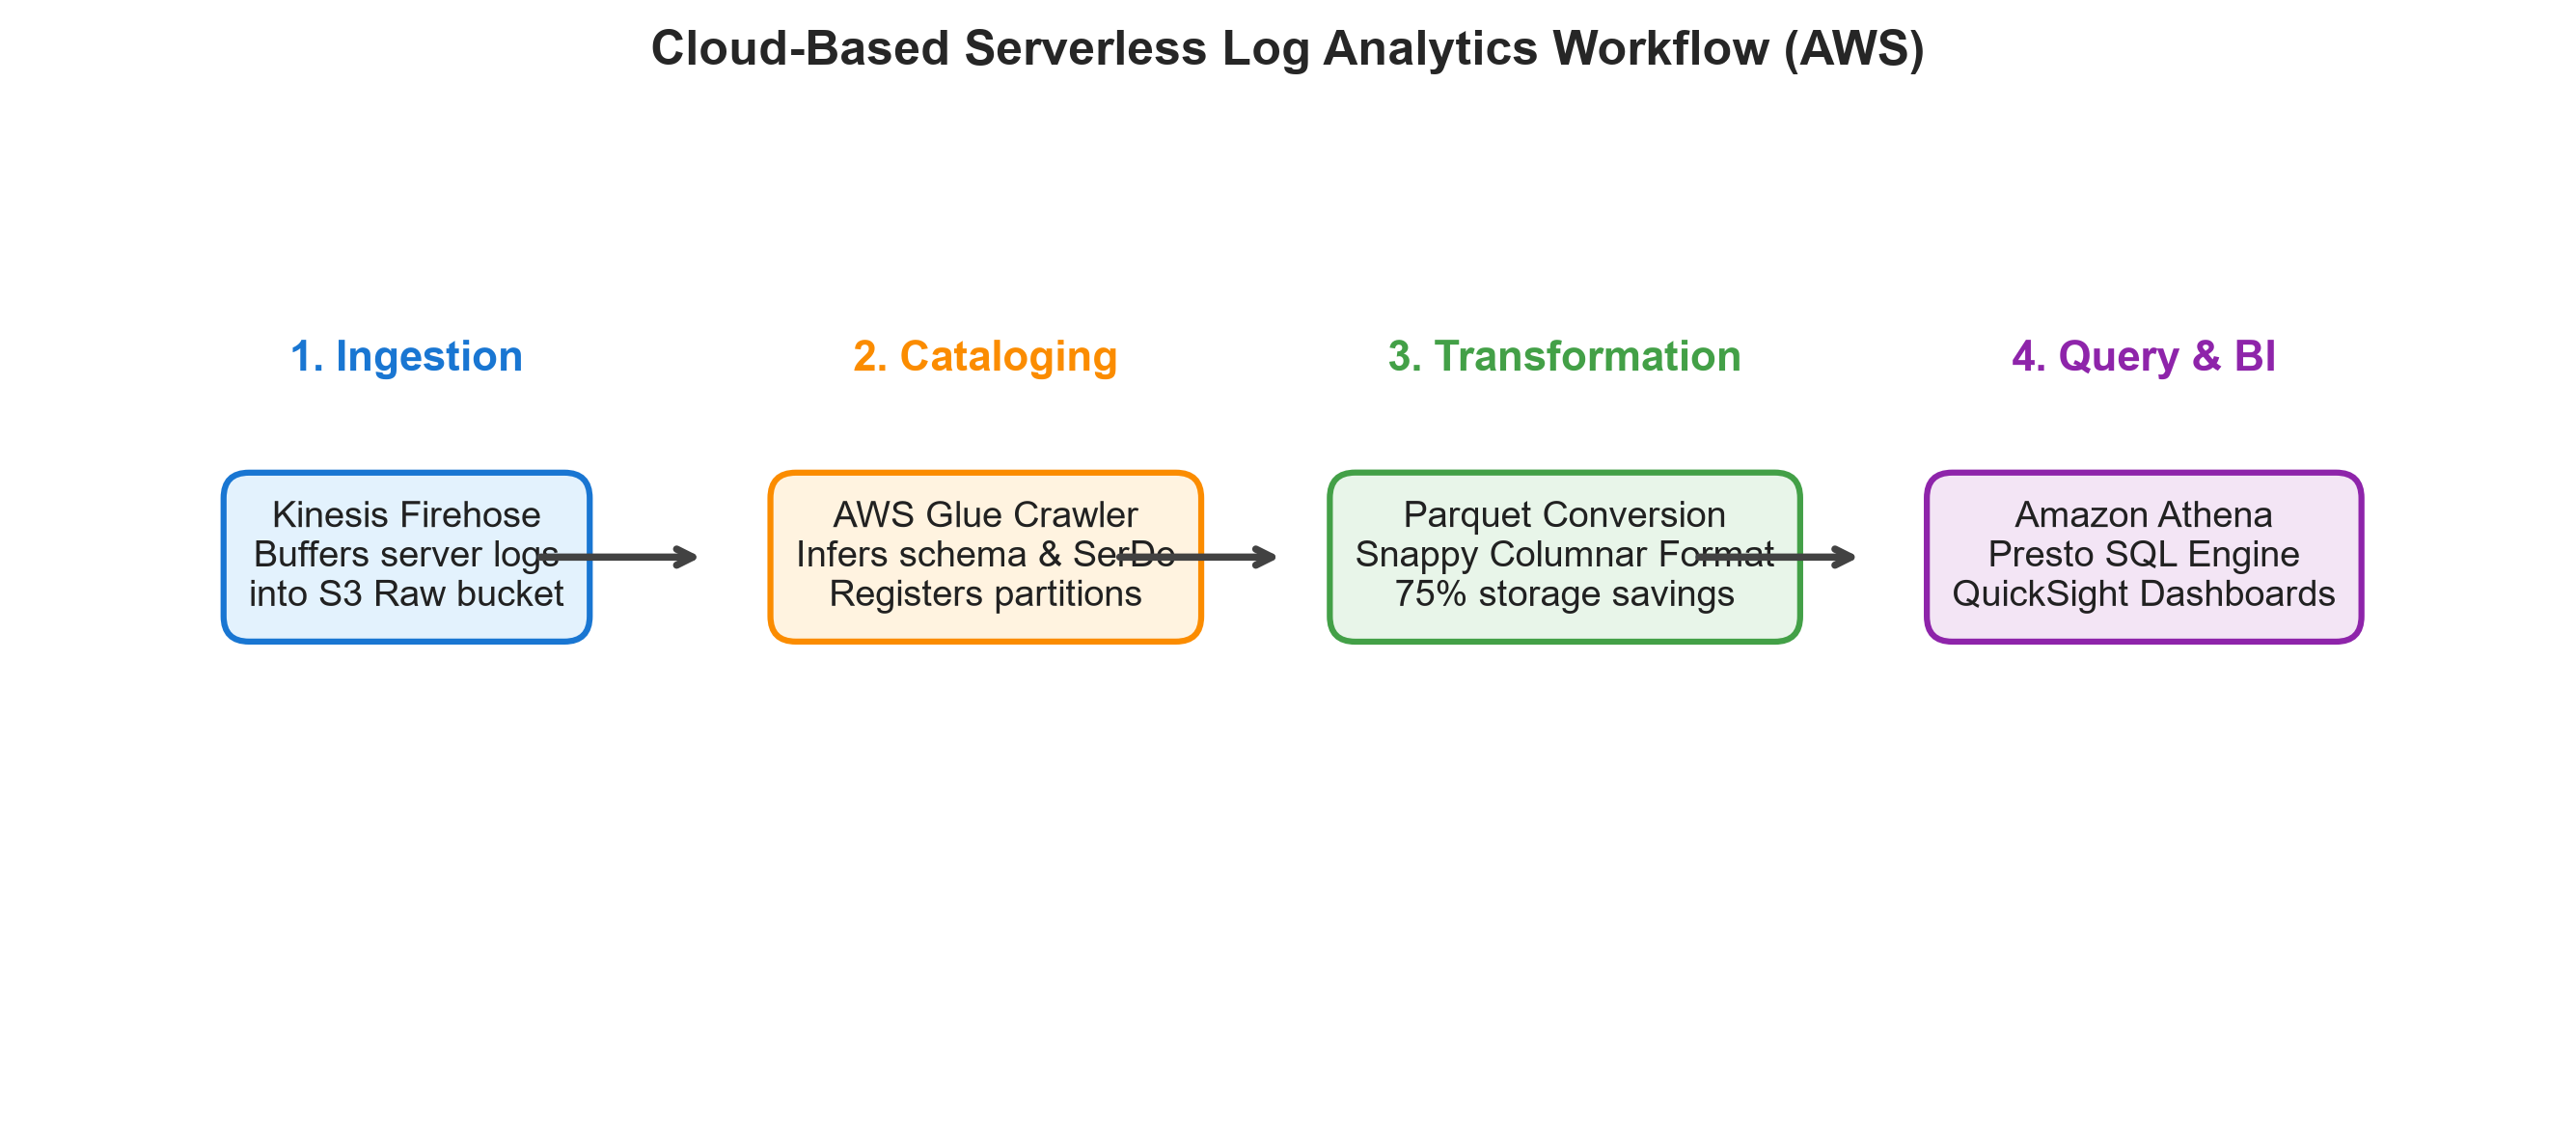 Cloud-Based Serverless Log Analytics Workflow (AWS)
1. Ingestion
Kinesis Firehose
Buffers server logs
into S3 Raw bucket
2. Cataloging
AWS Glue Crawler
Infers schema & SerDe
Registers partitions
3. Transformation
Parquet Conversion
Snappy Columnar Format
75% storage savings
4. Query & BI
Amazon Athena
Presto SQL Engine
QuickSight Dashboards